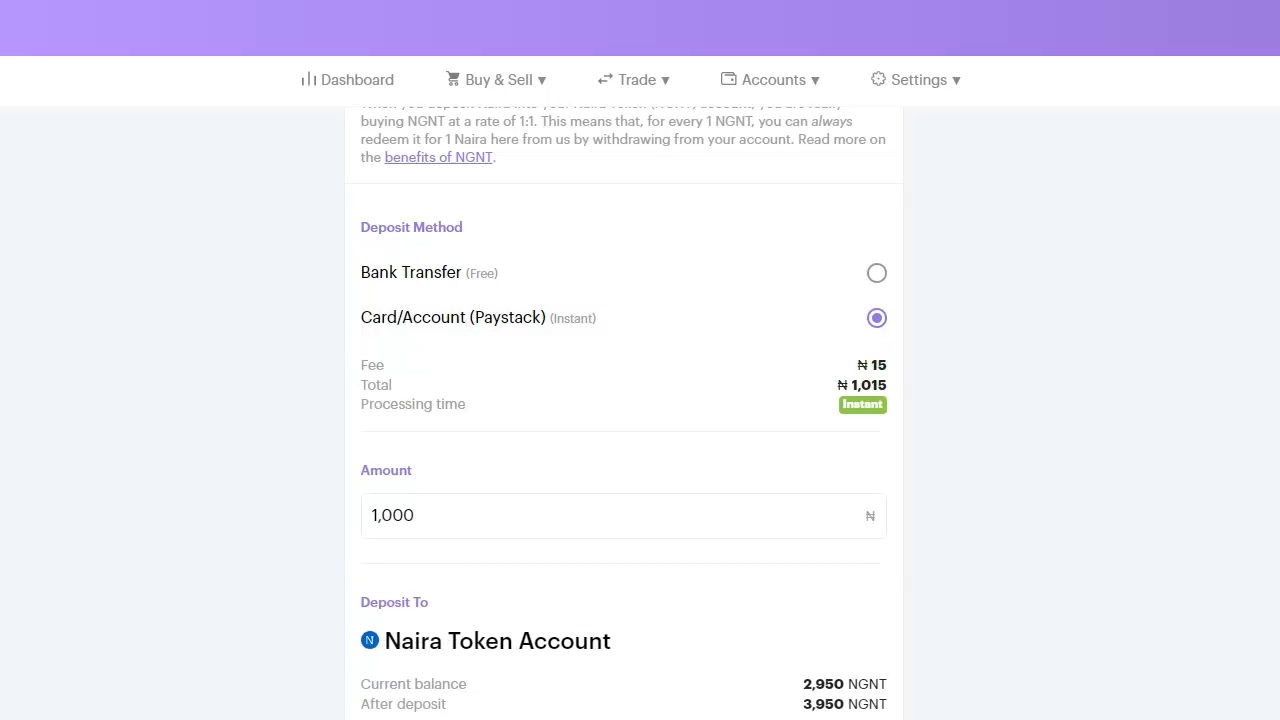 Dashboard
Buy & Sell ▼
Trade ▼
Accounts ▼
Settings ▼
buying NGNT at a rate of 1:1. This means that, for every 1 NGNT, you can always
redeem it for 1 Naira here from us by withdrawing from your account. Read more on
the benefits of NGNT.
Deposit Method
Bank Transfer (Free)
Card/Account (Paystack) (Instant)
Fee ₦ 15
Total ₦ 1,015
Processing time Instant
Amount
1,000 ₦
Deposit To
N Naira Token Account
Current balance 2,950 NGNT
After deposit 3,950 NGNT